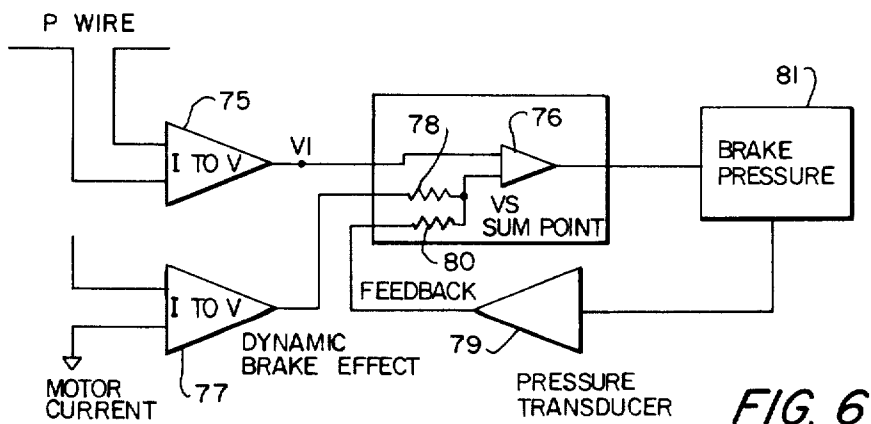 P WIRE
81
75
78
76
I TO V
VI
BRAKE
PRESSURE
VS
SUM POINT
80
FEEDBACK
I TO V
DYNAMIC
BRAKE EFFECT
79
77
MOTOR
CURRENT
PRESSURE
TRANSDUCER
FIG. 6